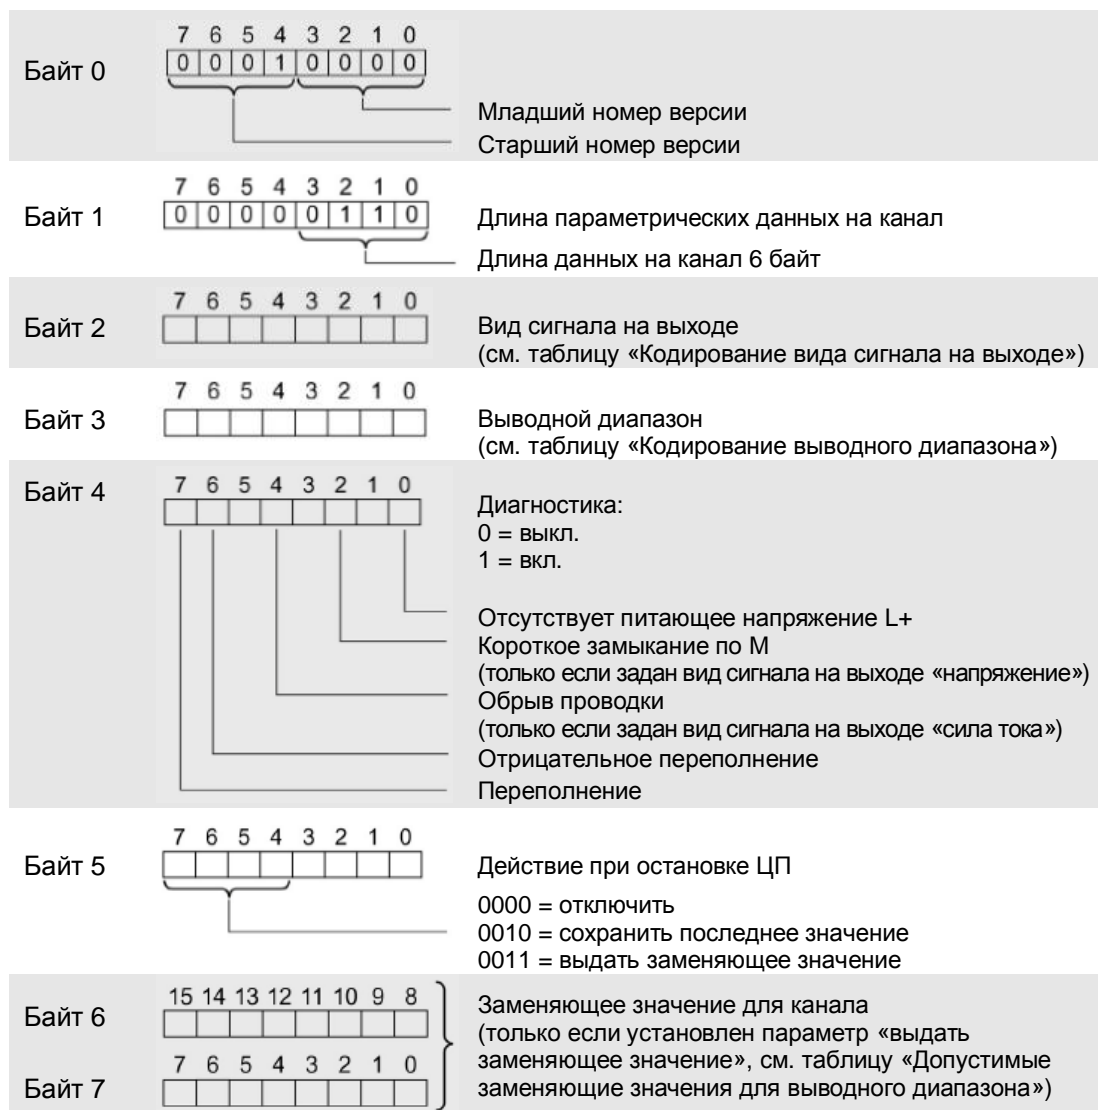 7 6 5 4 3 2 1 0
Байт 0
0 0 0 1 0 0 0 0
Младший номер версии
Старший номер версии
7 6 5 4 3 2 1 0
Байт 1
0 0 0 0 0 1 1 0
Длина параметрических данных на канал
Длина данных на канал 6 байт
7 6 5 4 3 2 1 0
Байт 2
Вид сигнала на выходе
(см. таблицу «Кодирование вида сигнала на выходе»)
7 6 5 4 3 2 1 0
Байт 3
Выводной диапазон
(см. таблицу «Кодирование выводного диапазона»)
Байт 4
7 6 5 4 3 2 1 0
Диагностика:
0 = выкл.
1 = вкл.
Отсутствует питающее напряжение L+
Короткое замыкание по M
(только если задан вид сигнала на выходе «напряжение»)
Обрыв проводки
(только если задан вид сигнала на выходе «сила тока»)
Отрицательное переполнение
Переполнение
7 6 5 4 3 2 1 0
Байт 5
Действие при остановке ЦП
0000 = отключить
0010 = сохранить последнее значение
0011 = выдать заменяющее значение
15 14 13 12 11 10 9 8
Байт 6
7 6 5 4 3 2 1 0
Байт 7
Заменяющее значение для канала
(только если установлен параметр «выдать
заменяющее значение», см. таблицу «Допустимые
заменяющие значения для выводного диапазона»)